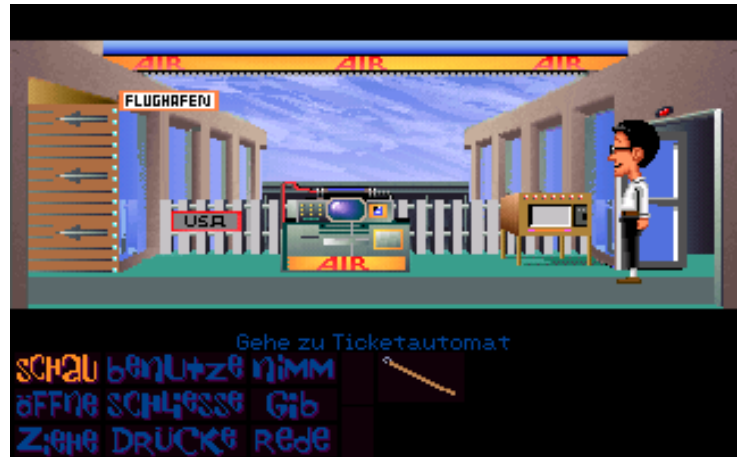 AIR AIR AIR
FLUGHAFEN
USA
AIR
Gehe zu Ticketautomat
SCHAU benutze nimm
öffne SCHLiesse Gib
Ziehe DRÜCKe Rede